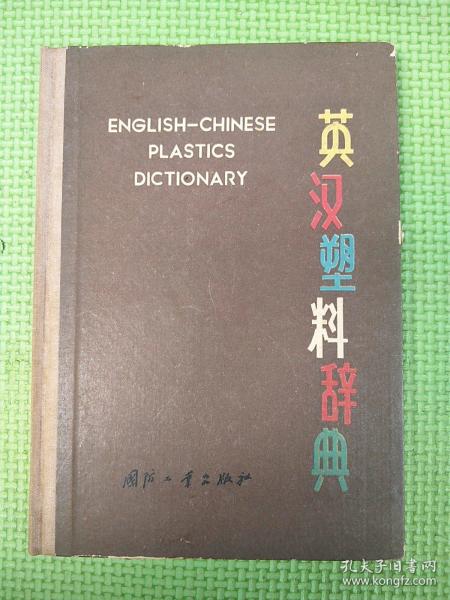 ENGLISH—CHINESE
PLASTICS
DICTIONARY
英汉塑料辞典
国防工业出版社
孔夫子旧书网
www.kongfz.com